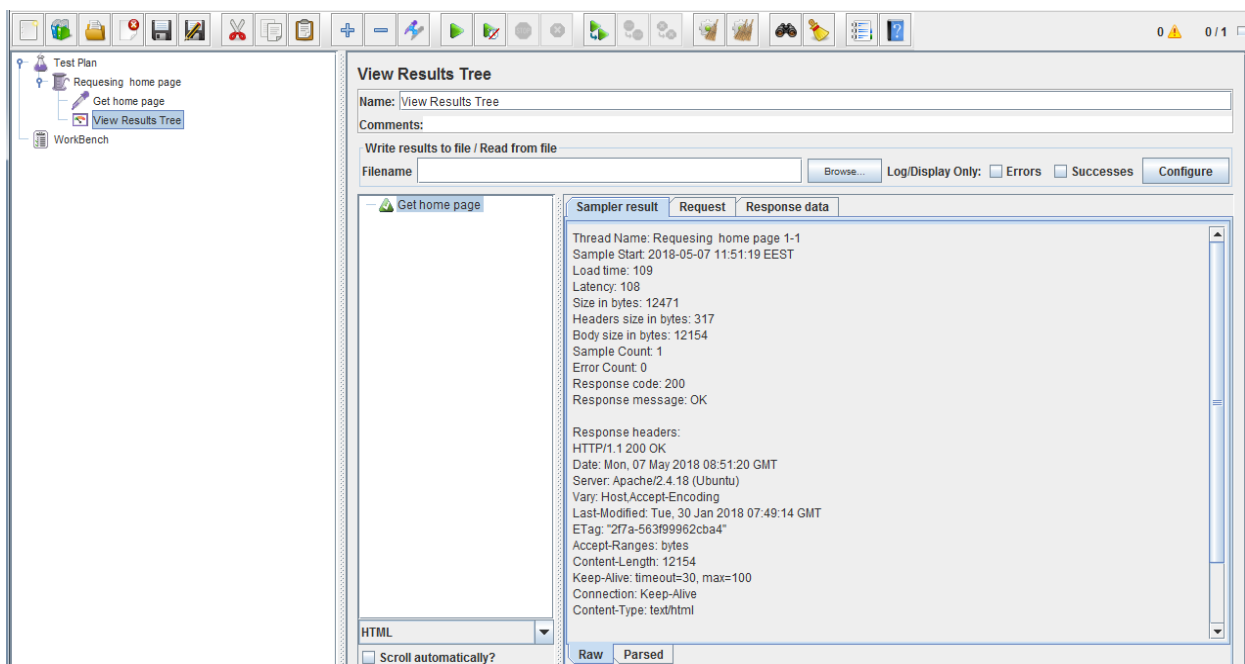 0
0 / 1
Test Plan
Requesing home page
Get home page
View Results Tree
WorkBench
View Results Tree
Name: View Results Tree
Comments:
Write results to file / Read from file
Filename Browse... Log/Display Only: Errors Successes Configure
Get home page
Sampler result Request Response data
Thread Name: Requesing home page 1-1
Sample Start: 2018-05-07 11:51:19 EEST
Load time: 109
Latency: 108
Size in bytes: 12471
Headers size in bytes: 317
Body size in bytes: 12154
Sample Count: 1
Error Count: 0
Response code: 200
Response message: OK
Response headers:
HTTP/1.1 200 OK
Date: Mon, 07 May 2018 08:51:20 GMT
Server: Apache/2.4.18 (Ubuntu)
Vary: Host,Accept-Encoding
Last-Modified: Tue, 30 Jan 2018 07:49:14 GMT
ETag: "2f7a-563f99962cba4"
Accept-Ranges: bytes
Content-Length: 12154
Keep-Alive: timeout=30, max=100
Connection: Keep-Alive
Content-Type: text/html
HTML
Scroll automatically?
Raw Parsed